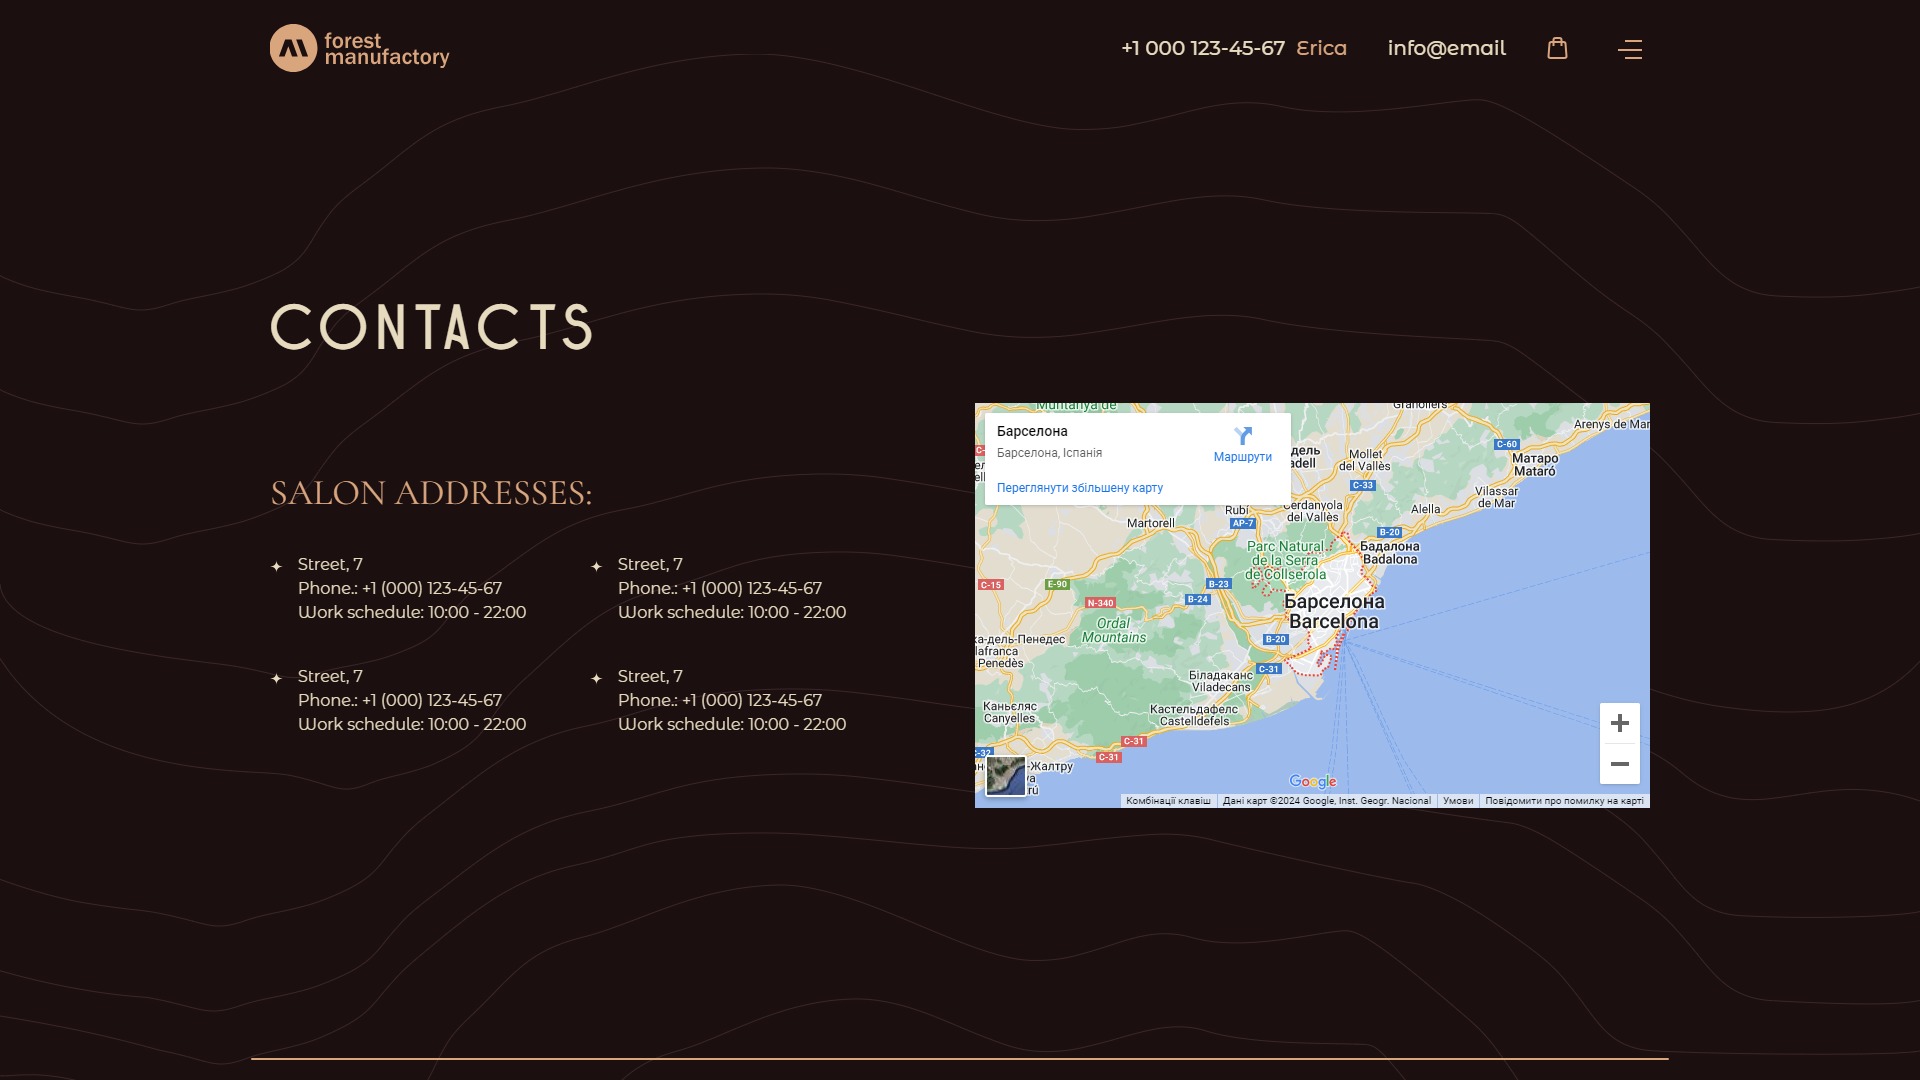 forest
manufactory
+1 000 123-45-67 Erica
info@email
CONTACTS
SALON ADDRESSES:
Street, 7
Phone.: +1 (000) 123-45-67
Work schedule: 10:00 - 22:00
Street, 7
Phone.: +1 (000) 123-45-67
Work schedule: 10:00 - 22:00
Street, 7
Phone.: +1 (000) 123-45-67
Work schedule: 10:00 - 22:00
Street, 7
Phone.: +1 (000) 123-45-67
Work schedule: 10:00 - 22:00
Muntanya de
Granollers
Барселона
Барселона, Іспанія
Маршрути
Переглянути збільшену карту
Arenys de Mar
C-60
Матаро
Mataró
Mollet
del Vallès
C-33
Vilassar
de Mar
Alella
Cerdanyola
del Vallès
Rubí
AP-7
Martorell
B-20
Бадалона
Badalona
Parc Natural
de la Serra
de Collserola
C-15
E-90
B-23
B-24
N-340
Барселона
Barcelona
Ordal
Mountains
B-20
ка-дель-Пенедес
lafranca
Penedès
C-31
Біладаканс
Viladecans
Каньєляс
Canyelles
Кастельдафелс
Castelldefels
C-31
C-31
C-32
-Жалтру
Google
Комбінації клавіш
Дані карт ©2024 Google, Inst. Geogr. Nacional
Умови
Повідомити про помилку на карті